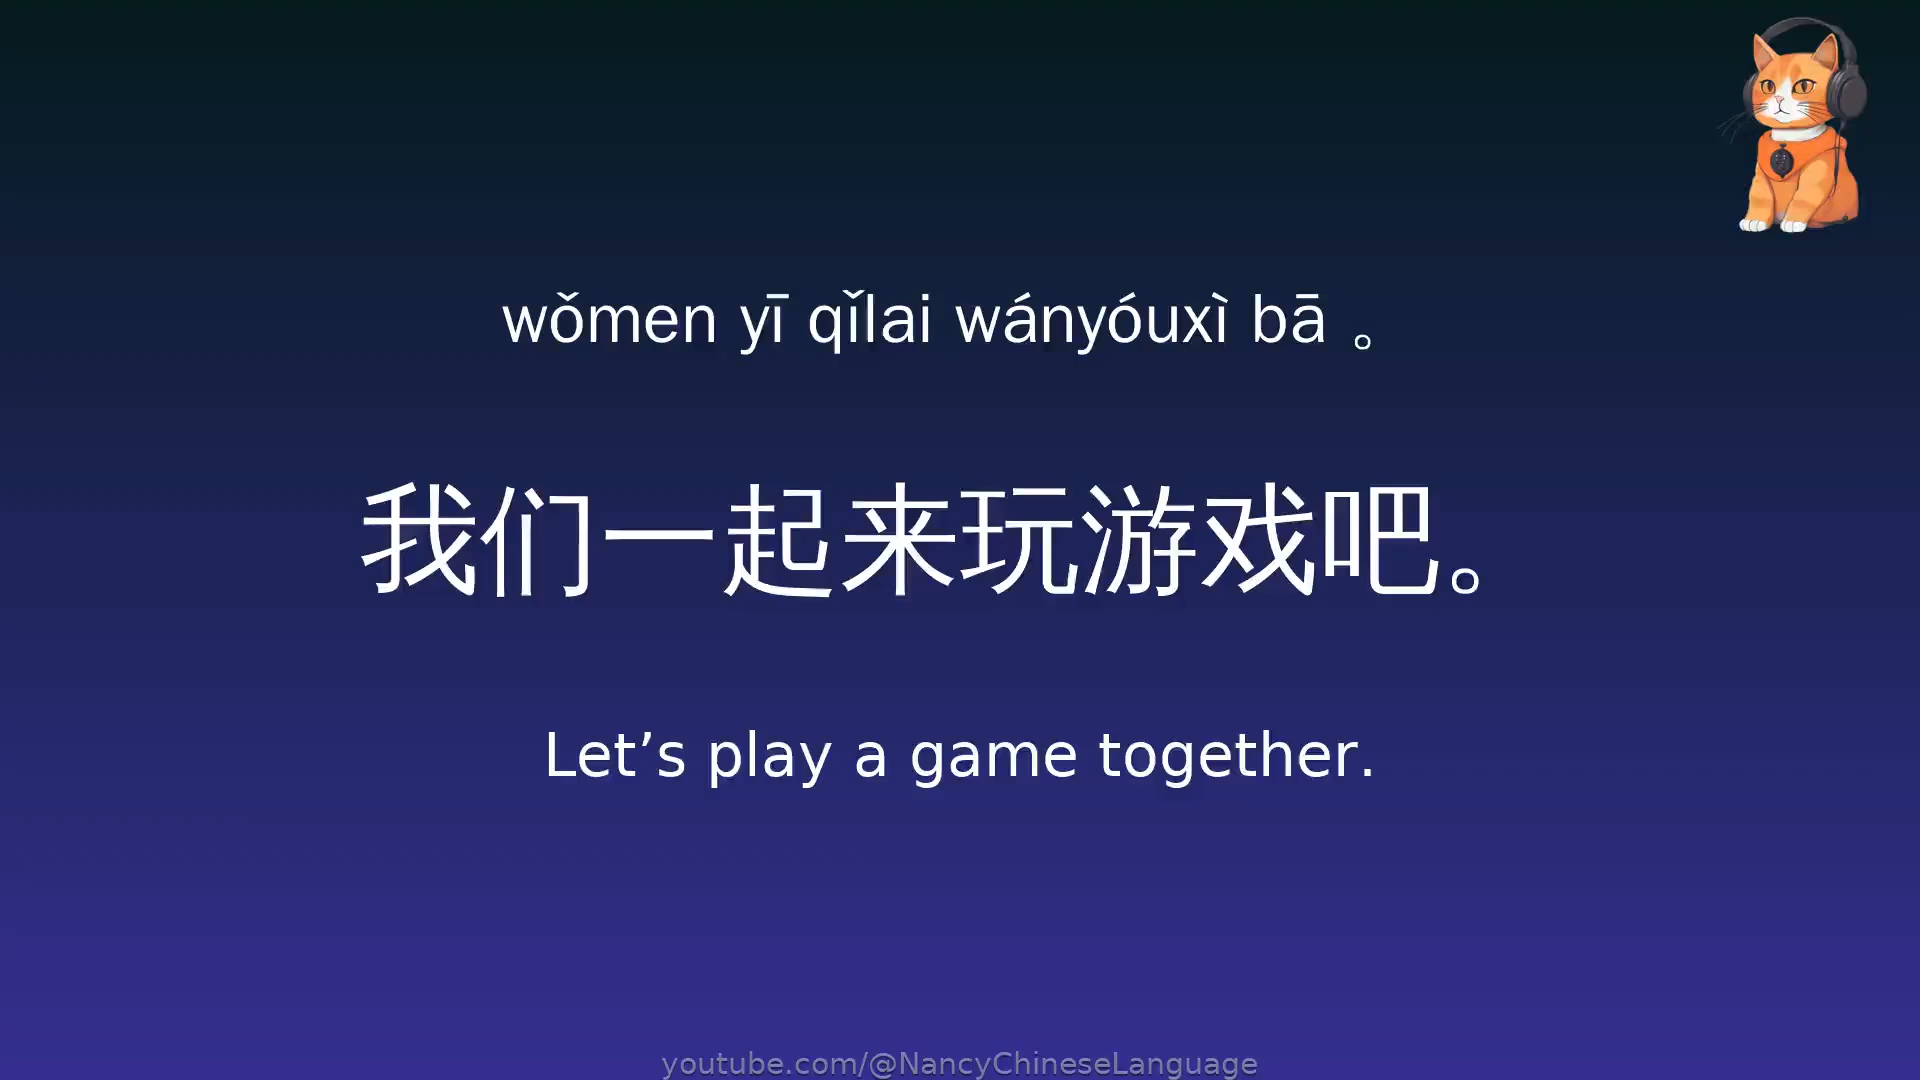 wǒmen yī qǐlai wányóuxì bā 。
我们一起来玩游戏吧。
Let’s play a game together.
youtube.com/@NancyChineseLanguage